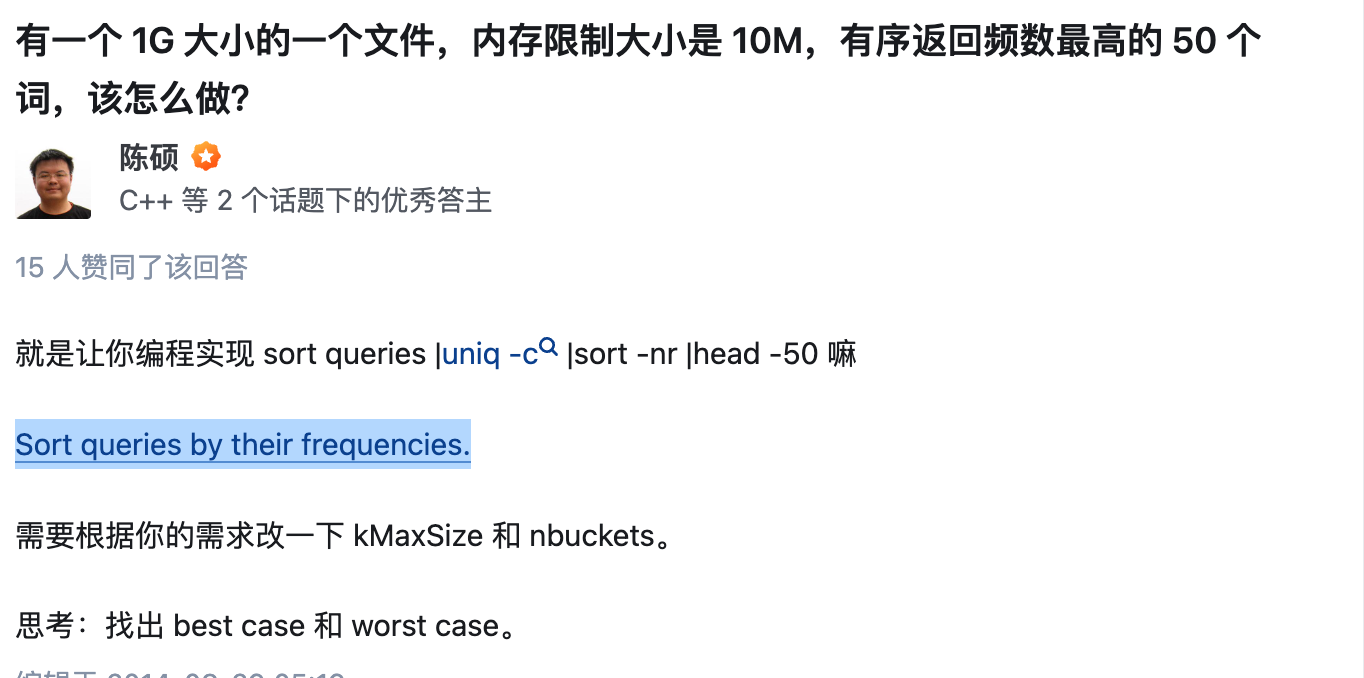 有一个 1G 大小的一个文件，内存限制大小是 10M，有序返回频数最高的 50 个
词，该怎么做?
陈硕
C++ 等 2 个话题下的优秀答主
15 人赞同了该回答
就是让你编程实现 sort queries |uniq -c |sort -nr |head -50 嘛
Sort queries by their frequencies.
需要根据你的需求改一下 kMaxSize 和 nbuckets。
思考：找出 best case 和 worst case。